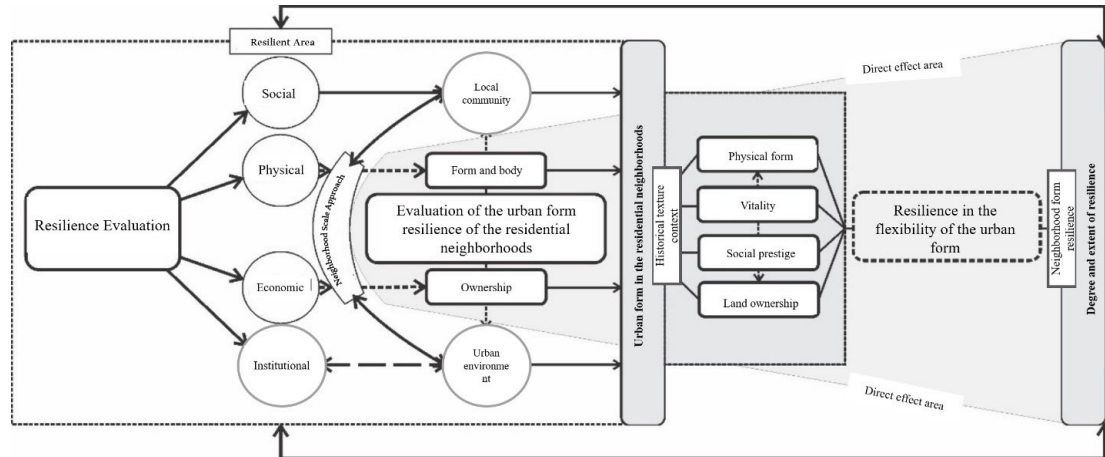 Resilient Area
Resilience Evaluation
Social
Physical
Economic
Institutional
Neighborhood Scale Approach
Local
community
Form and body
Evaluation of the urban form
resilience of the residential
neighborhoods
Ownership
Urban
environme
nt
Urban form in the residential neighborhoods
Historical texture
context
Physical form
Vitality
Social prestige
Land ownership
Direct effect area
Resilience in the
flexibility of the urban
form
Direct effect area
Neighborhood form
resilience
Degree and extent of resilience